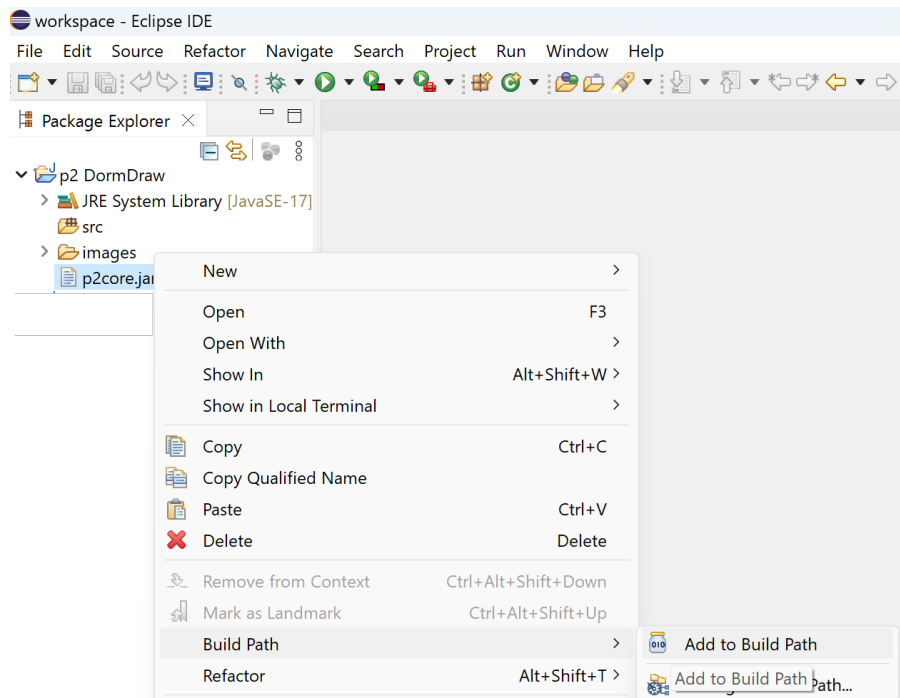 workspace - Eclipse IDE
File Edit Source Refactor Navigate Search Project Run Window Help
Package Explorer
p2 DormDraw
JRE System Library [JavaSE-17]
src
images
p2core.jar
New
Open F3
Open With
Show In Alt+Shift+W
Show in Local Terminal
Copy Ctrl+C
Copy Qualified Name
Paste Ctrl+V
Delete Delete
Remove from Context Ctrl+Alt+Shift+Down
Mark as Landmark Ctrl+Alt+Shift+Up
Build Path
Add to Build Path
Refactor Alt+Shift+T
Add to Build Path
Path...